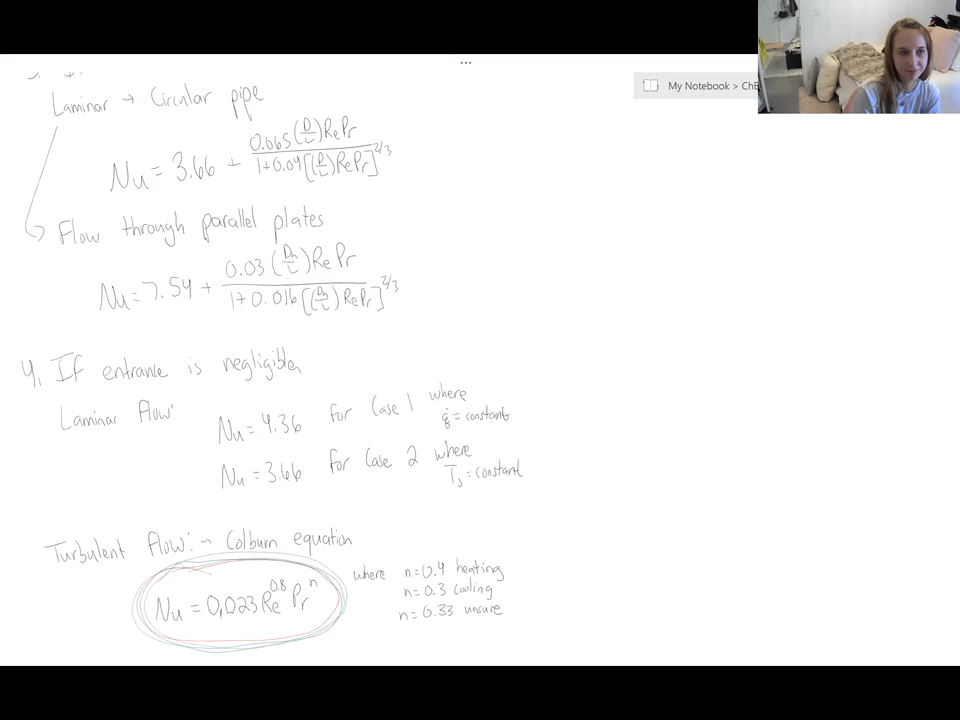 My Notebook > ChE
Laminar → Circular pipe
Nu = 3.66 + 0.065 (D/L) Re Pr / 1+0.04 [(D/L) Re Pr]^2/3
Flow through parallel plates
Nu = 7.54 + 0.03 (Dh/L) Re Pr / 1+0.016 [(Dh/L) Re Pr]^2/3
4. If entrance is negligible
Laminar flow:
Nu = 4.36 for Case 1 where q̇ = constant
Nu = 3.66 for Case 2 where Ts = constant
Turbulent flow: → Colburn equation
Nu = 0.023 Re^0.8 Pr^n
where n=0.4 heating
n=0.3 cooling
n=0.33 unsure